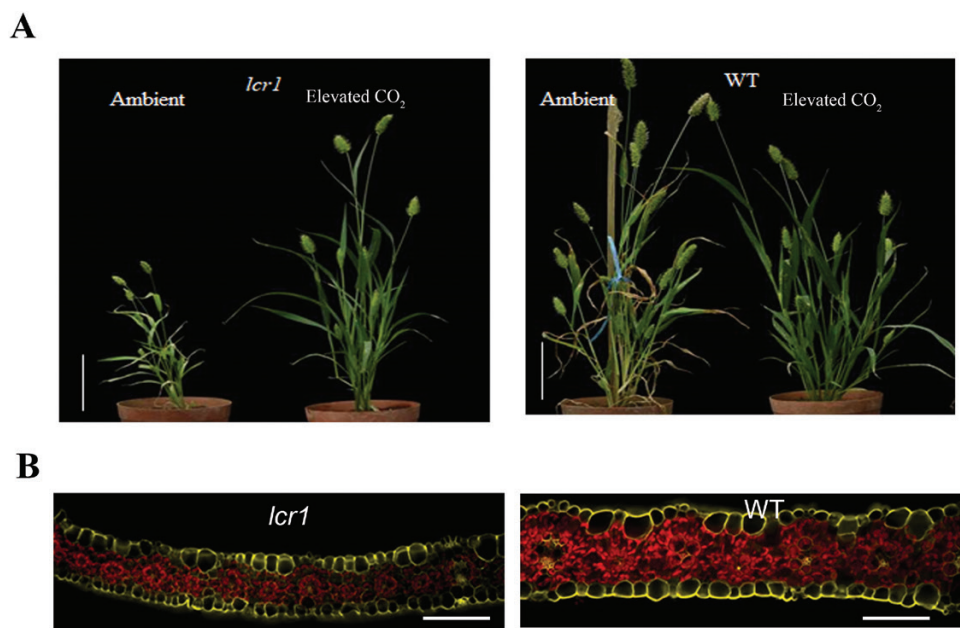 A
lcr1
Ambient
Elevated CO₂
WT
Ambient
Elevated CO₂
B
lcr1
WT